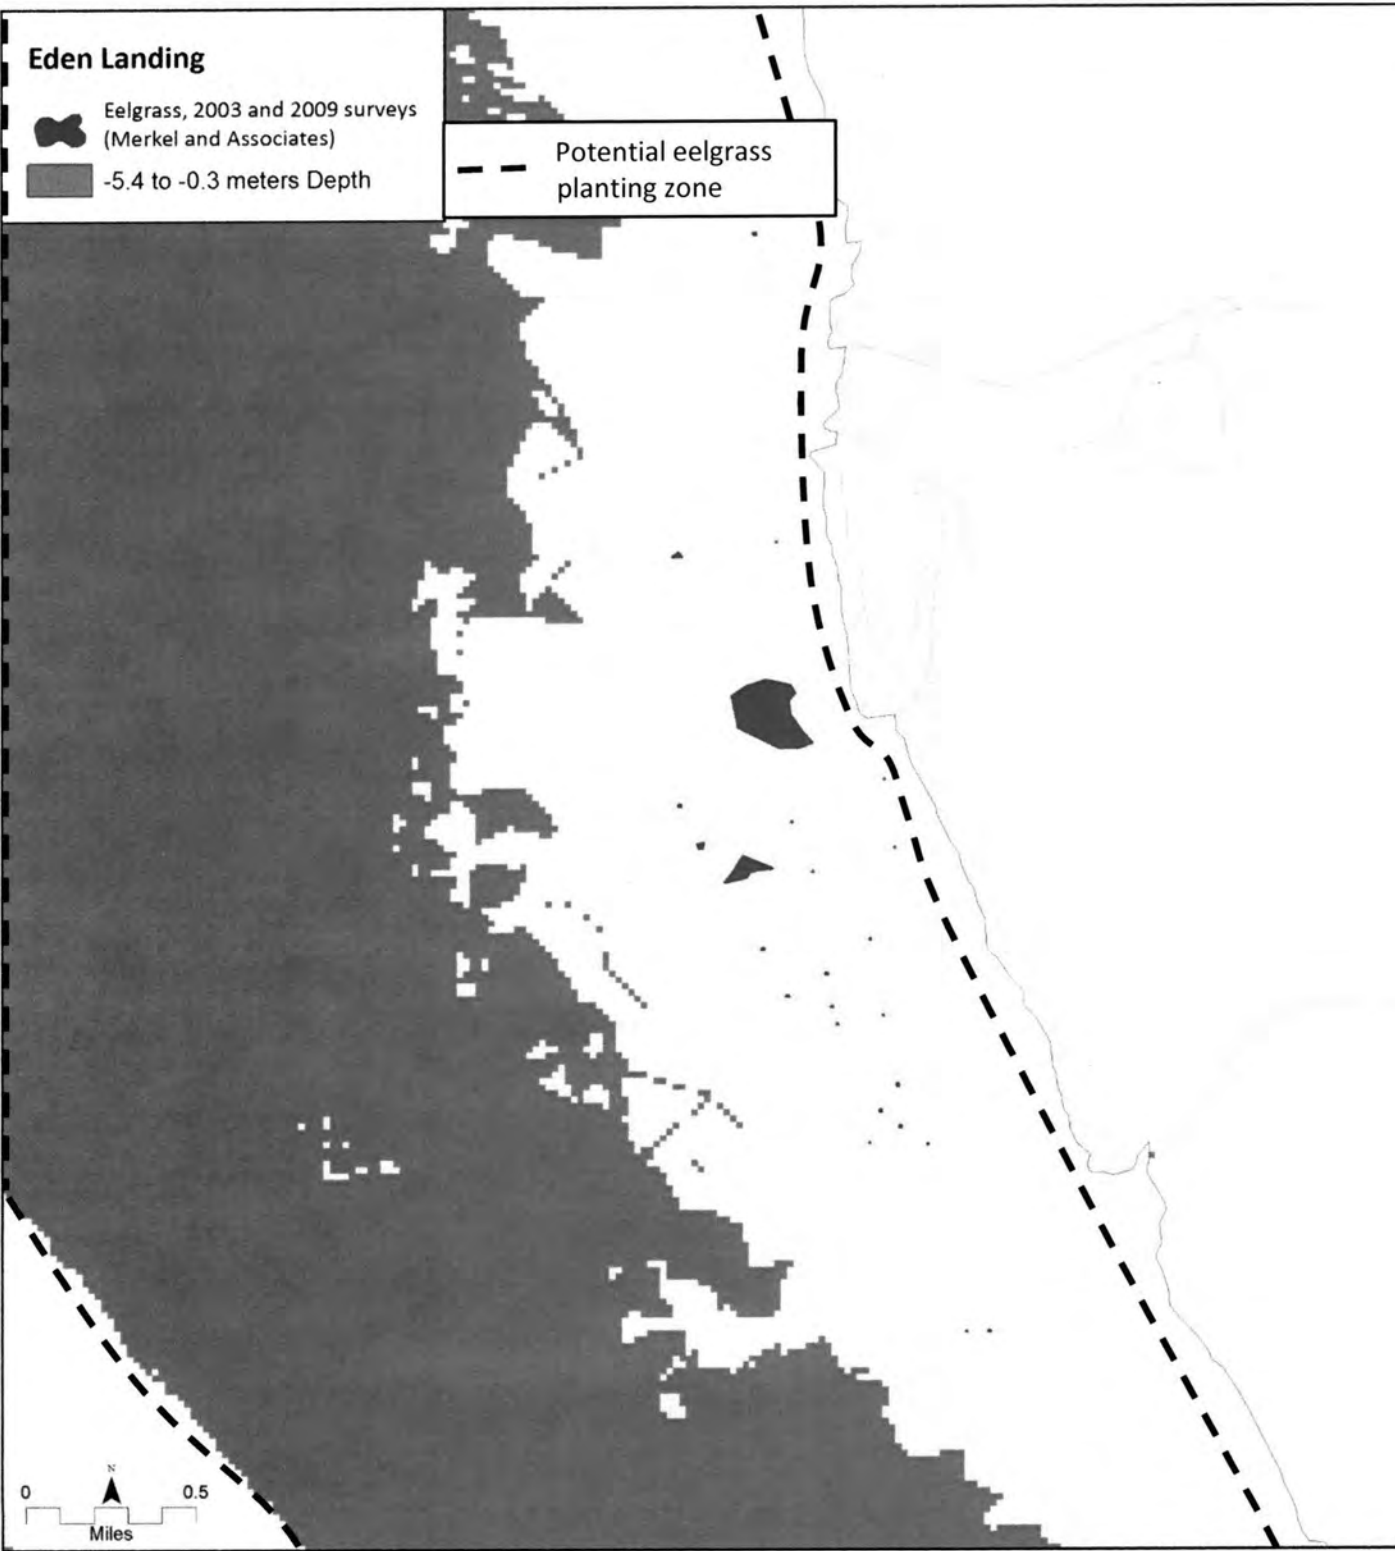 Eden Landing
Eelgrass, 2003 and 2009 surveys
(Merkel and Associates)
-5.4 to -0.3 meters Depth
Potential eelgrass
planting zone
N
0 0.5
Miles